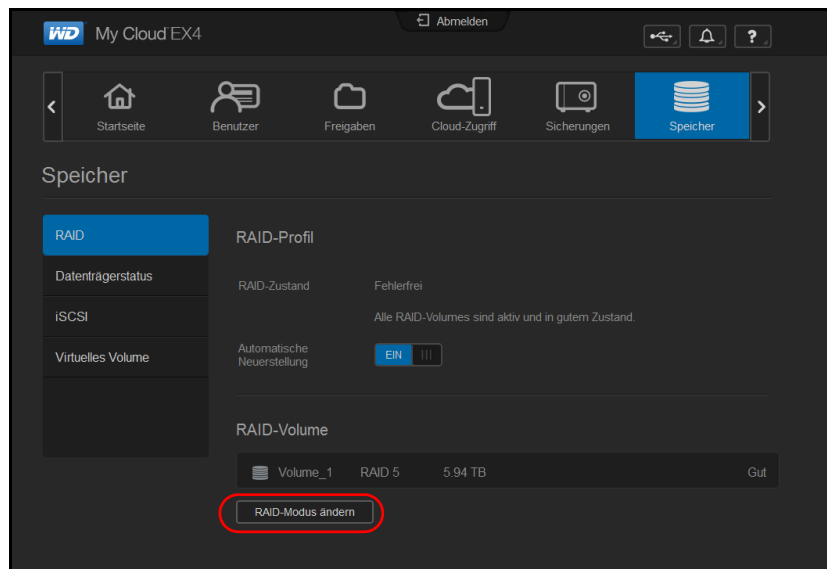 Abmelden
WD My Cloud EX4
?
Startseite
Benutzer
Freigaben
Cloud-Zugriff
Sicherungen
Speicher
Speicher
RAID
Datenträgerstatus
iSCSI
Virtuelles Volume
RAID-Profil
RAID-Zustand Fehlerfrei
Alle RAID-Volumes sind aktiv und in gutem Zustand.
Automatische
Neuerstellung
EIN
RAID-Volume
Volume_1 RAID 5 5.94 TB Gut
RAID-Modus ändern